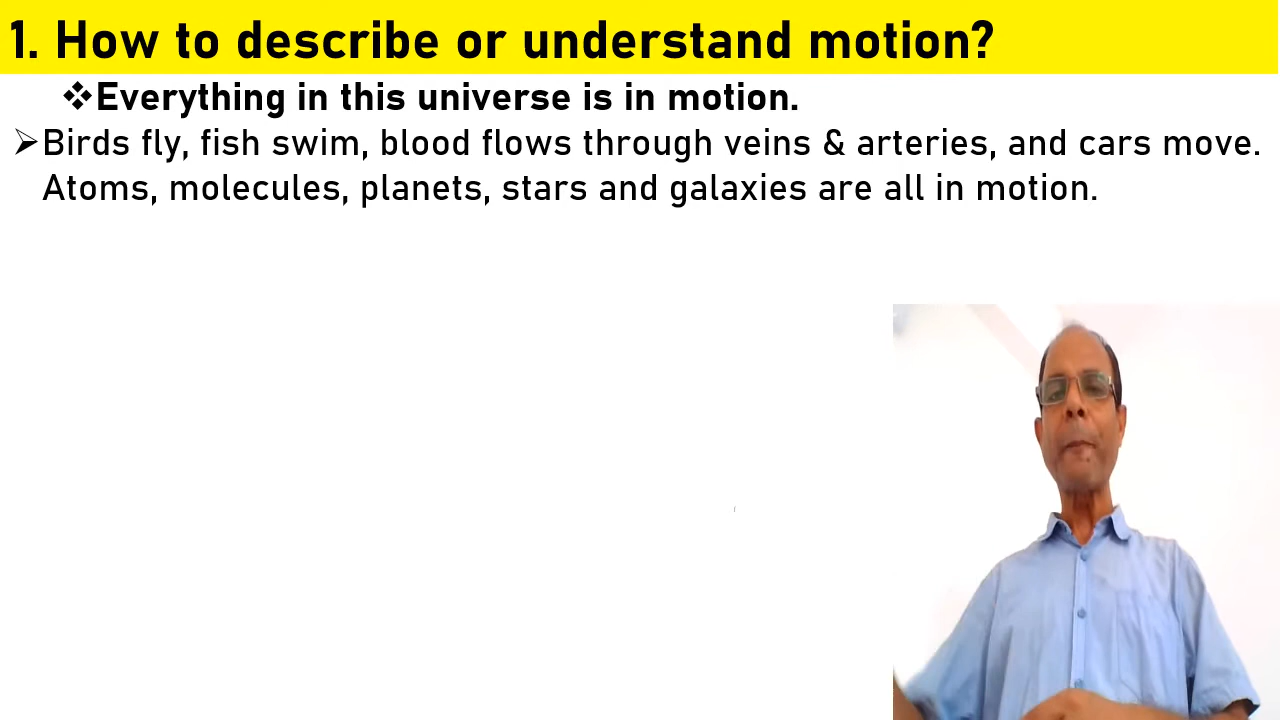 1. How to describe or understand motion?
❖Everything in this universe is in motion.
➢Birds fly, fish swim, blood flows through veins & arteries, and cars move.
Atoms, molecules, planets, stars and galaxies are all in motion.